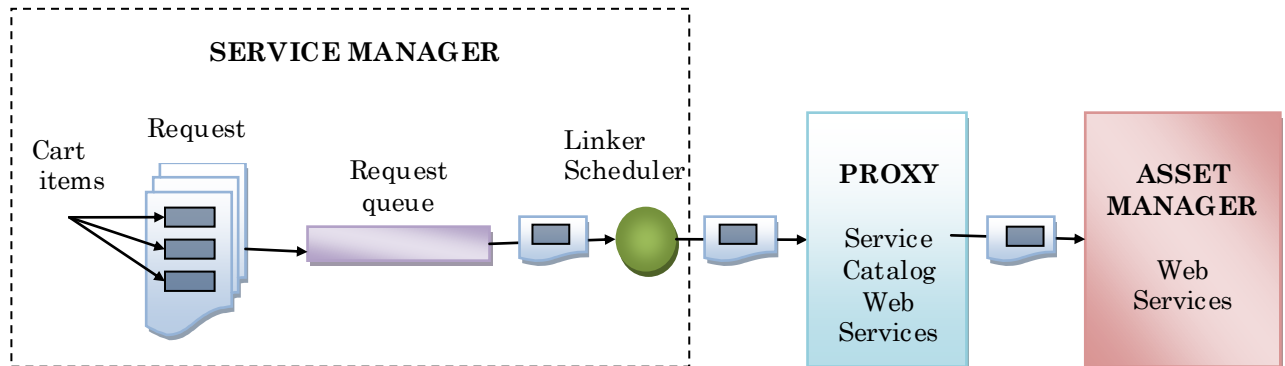 SERVICE MANAGER
Cart
items
Request
Request
queue
Linker
Scheduler
PROXY
Service
Catalog
Web
Services
ASSET
MANAGER
Web
Services